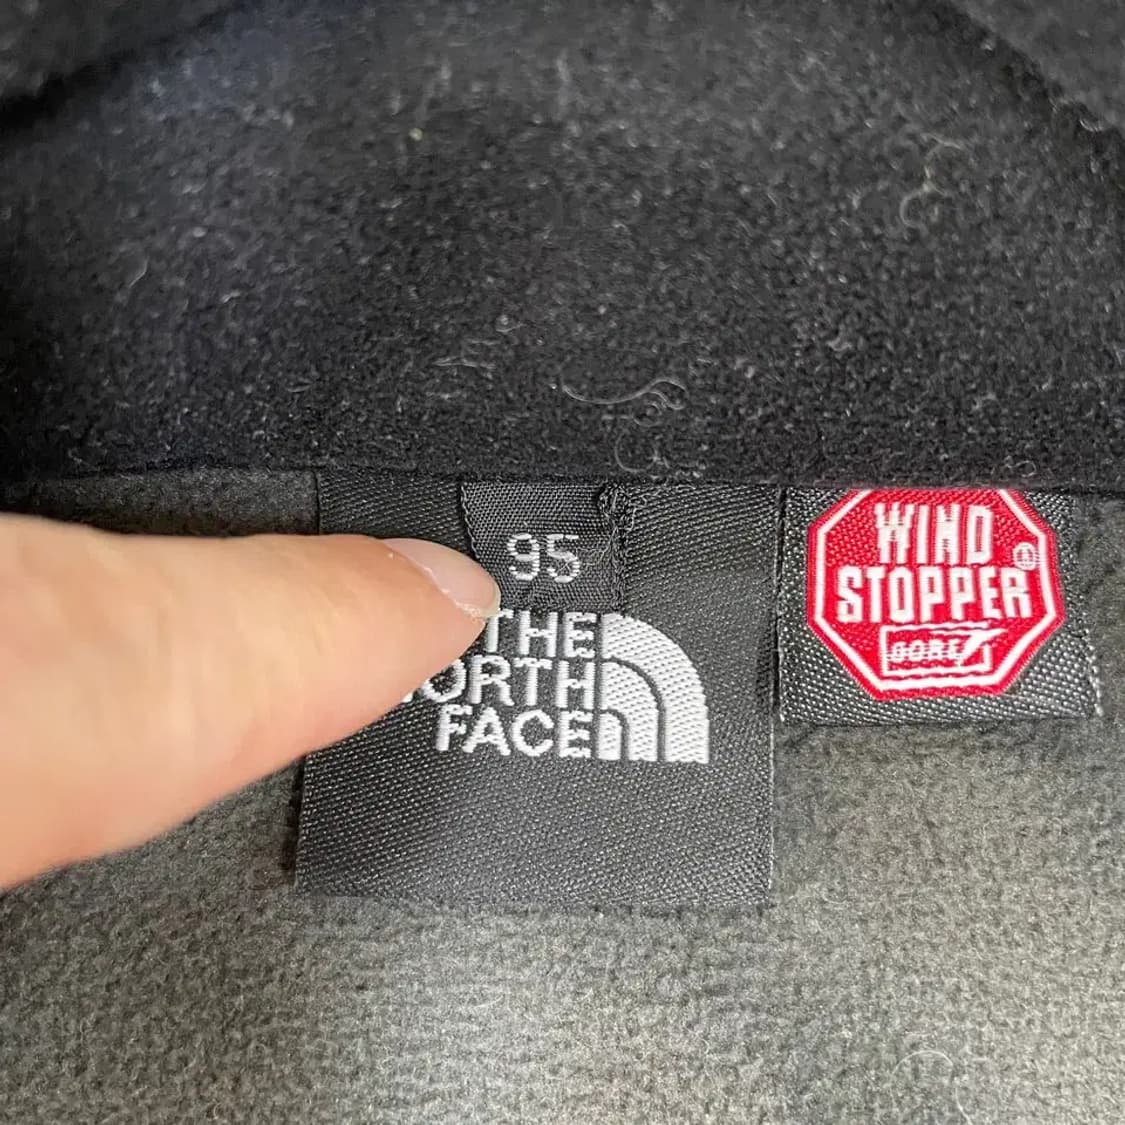 95
THE
ORTH
FACE
WIND
STOPPER®
GORE